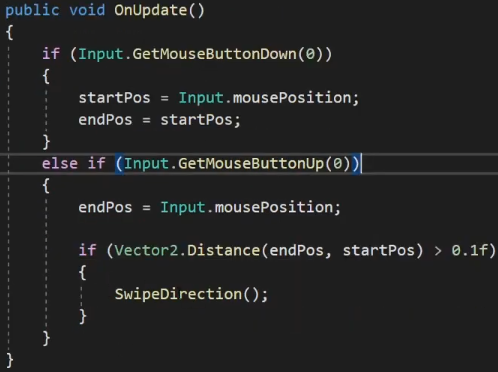 public void OnUpdate()
{
    if (Input.GetMouseButtonDown(0))
    {
        startPos = Input.mousePosition;
        endPos = startPos;
    }
    else if (Input.GetMouseButtonUp(0))
    {
        endPos = Input.mousePosition;

        if (Vector2.Distance(endPos, startPos) > 0.1f)
        {
            SwipeDirection();
        }
    }
}